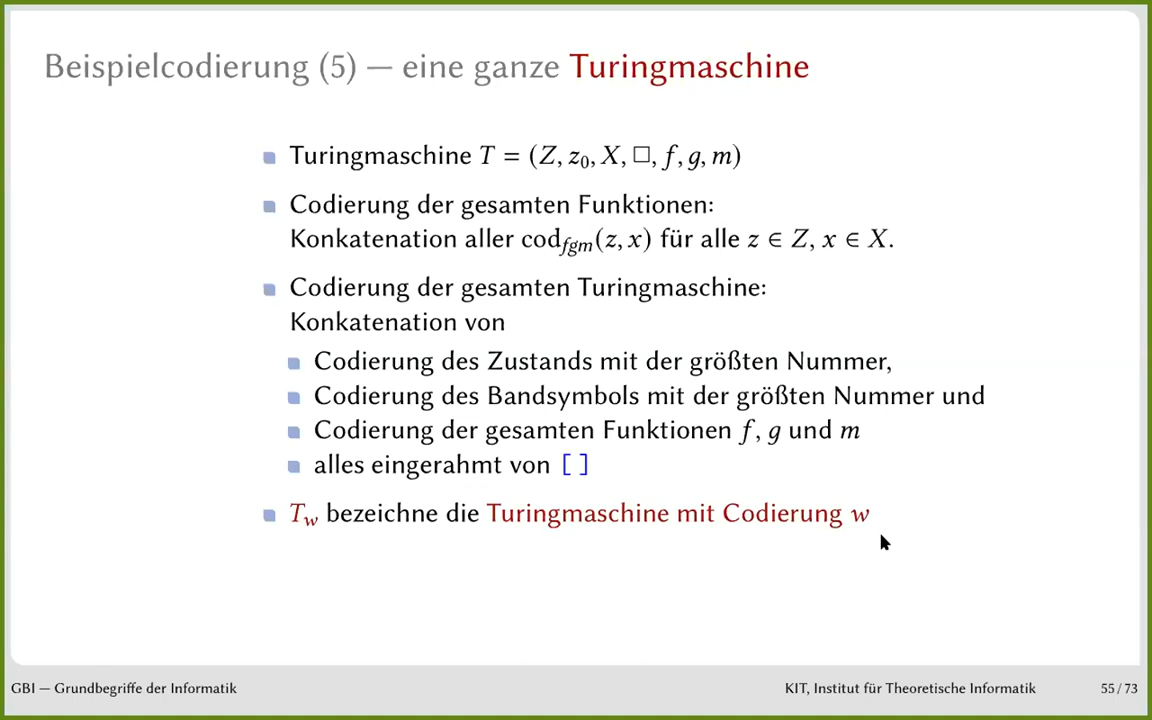 Beispielcodierung (5) — eine ganze Turingmaschine
Turingmaschine T = (Z, z₀, X, □, f, g, m)
Codierung der gesamten Funktionen:
Konkatenation aller cod_fgm(z, x) für alle z ∈ Z, x ∈ X.
Codierung der gesamten Turingmaschine:
Konkatenation von
Codierung des Zustands mit der größten Nummer,
Codierung des Bandsymbols mit der größten Nummer und
Codierung der gesamten Funktionen f, g und m
alles eingerahmt von [ ]
T_w bezeichne die Turingmaschine mit Codierung w
GBI — Grundbegriffe der Informatik
KIT, Institut für Theoretische Informatik
55 / 73